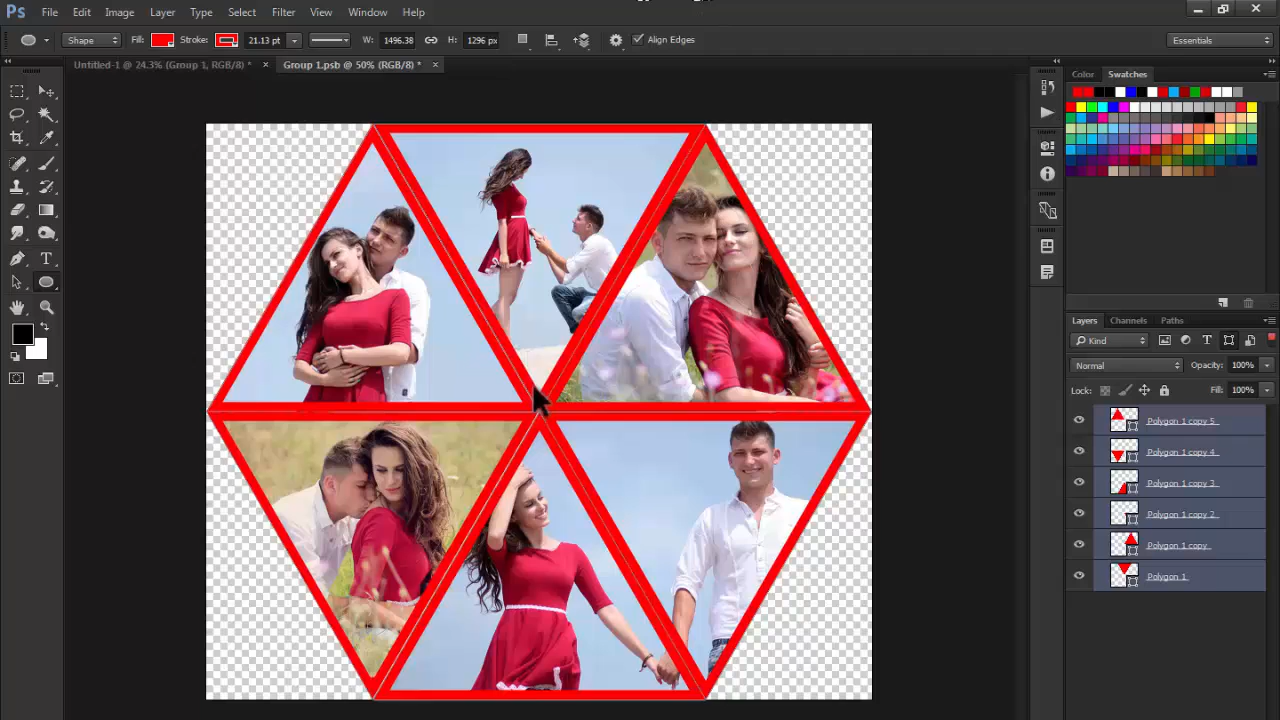 Ps File Edit Image Layer Type Select Filter View Window Help
Shape Fill: Stroke: 21.13 pt W: 1496.38 H: 1296 px Align Edges Essentials
Untitled-1 @ 24.3% (Group 1, RGB/8) * × Group 1.psb @ 50% (RGB/8) * ×
Color Swatches
Layers Channels Paths
Kind
Normal Opacity: 100%
Lock: Fill: 100%
Polygon 1 copy 5
Polygon 1 copy 4
Polygon 1 copy 3
Polygon 1 copy 2
Polygon 1 copy
Polygon 1